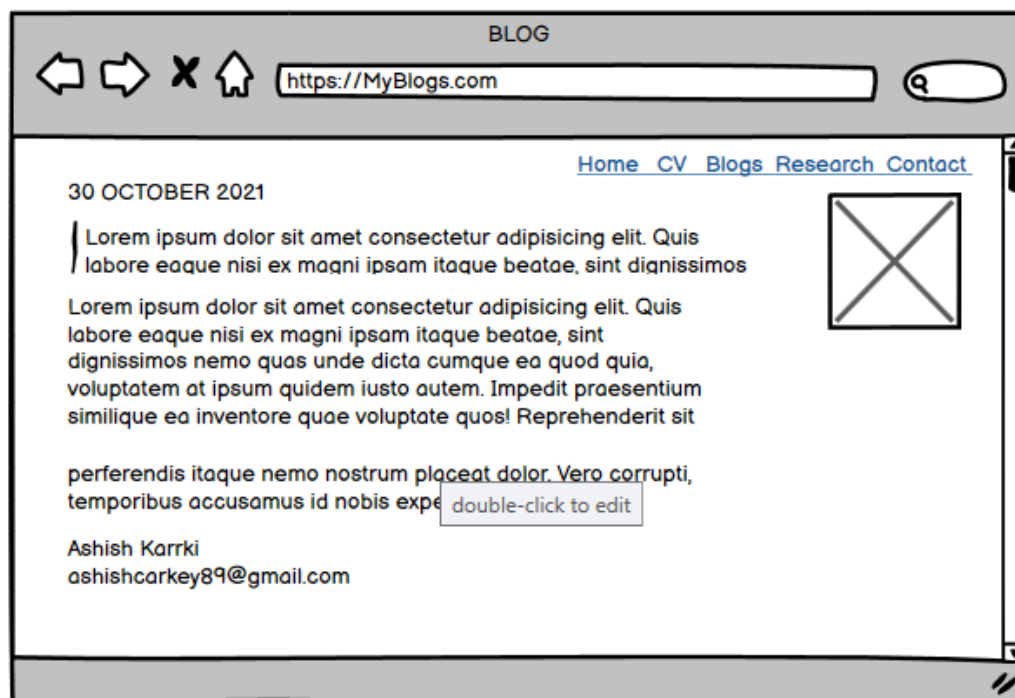 BLOG
https://MyBlogs.com
Home CV Blogs Research Contact
30 OCTOBER 2021
Lorem ipsum dolor sit amet consectetur adipisicing elit. Quis
labore eaque nisi ex magni ipsam itaque beatae, sint dignissimos
Lorem ipsum dolor sit amet consectetur adipisicing elit. Quis
labore eaque nisi ex magni ipsam itaque beatae, sint
dignissimos nemo quas unde dicta cumque ea quod quia,
voluptatem at ipsum quidem iusto autem. Impedit praesentium
similique ea inventore quae voluptate quos! Reprehenderit sit
perferendis itaque nemo nostrum placeat dolor. Vero corrupti,
temporibus accusamus id nobis
double-click to edit
Ashish Karrki
ashishcarkey89@gmail.com